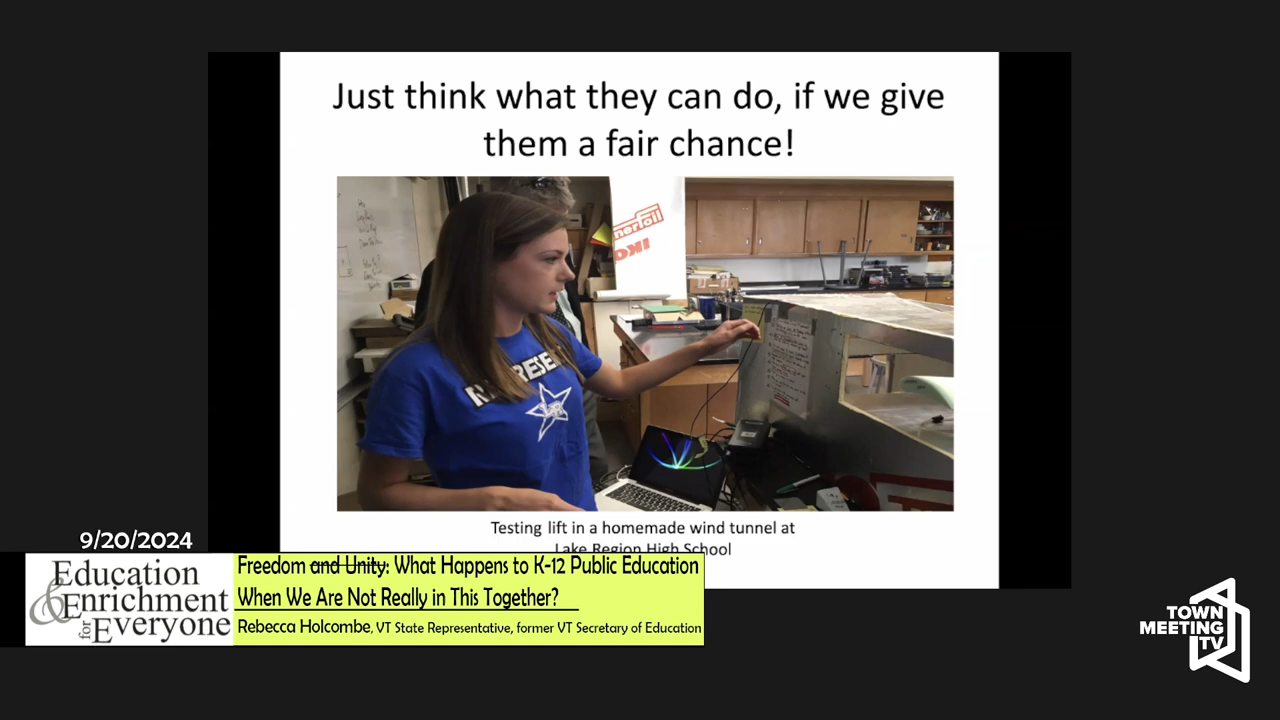 Just think what they can do, if we give
them a fair chance!
nerfoil
IKO
Testing lift in a homemade wind tunnel at
Lake Region High School
9/20/2024
Education
& Enrichment
for Everyone
Freedom and Unity: What Happens to K-12 Public Education
When We Are Not Really in This Together?
Rebecca Holcombe, VT State Representative, former VT Secretary of Education
TOWN
MEETING
TV